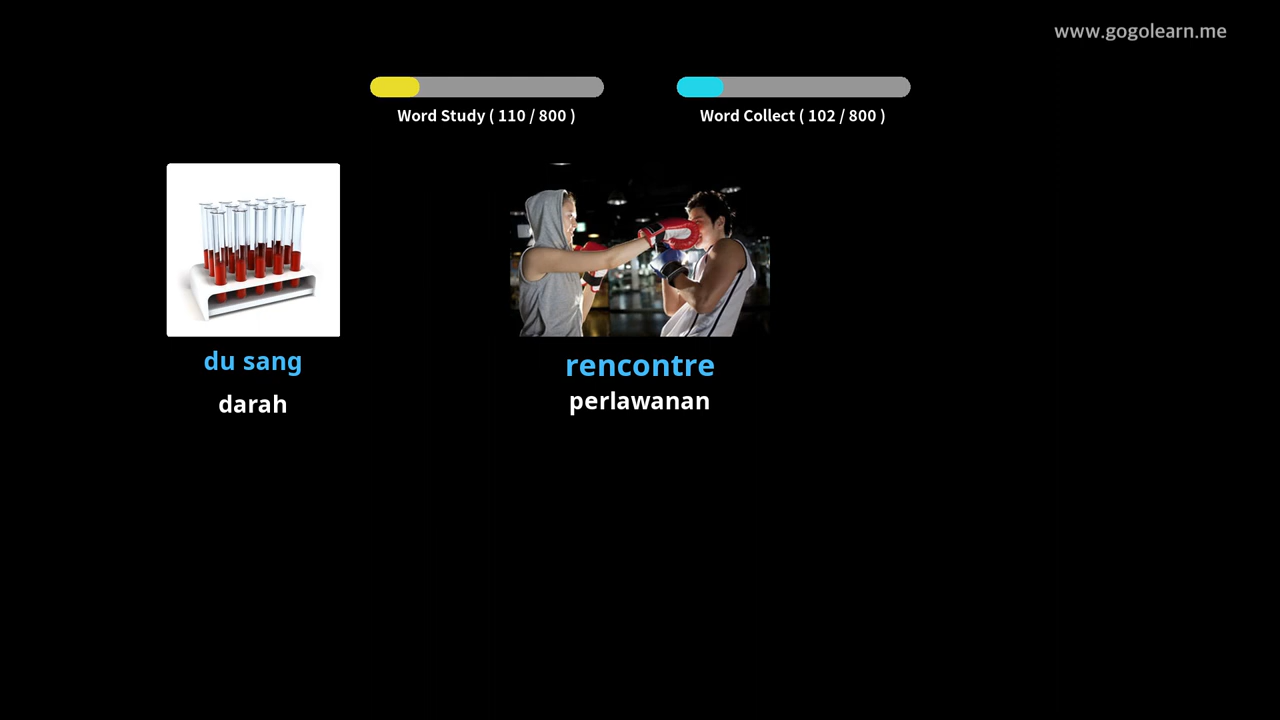 www.gogolearn.me
Word Study ( 110 / 800 )
Word Collect ( 102 / 800 )
du sang
darah
rencontre
perlawanan